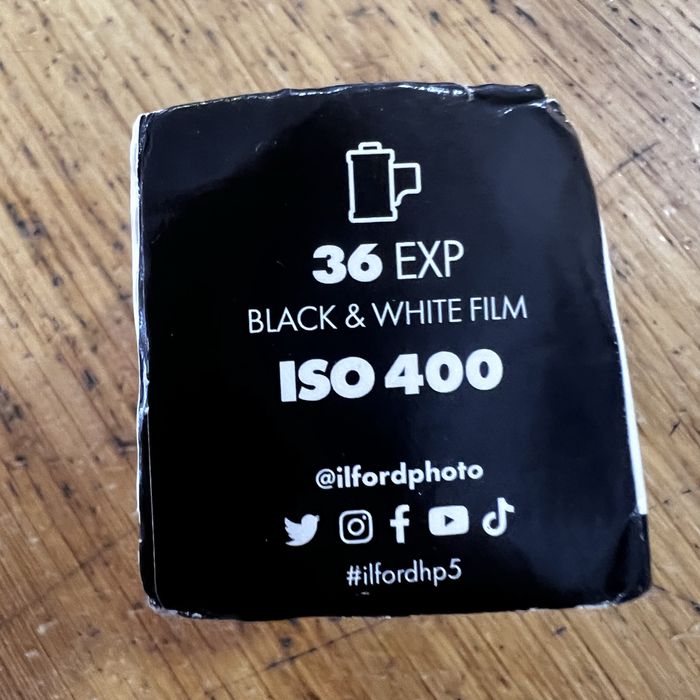 36 EXP
BLACK & WHITE FILM
ISO 400
@ilfordphoto
#ilfordhp5